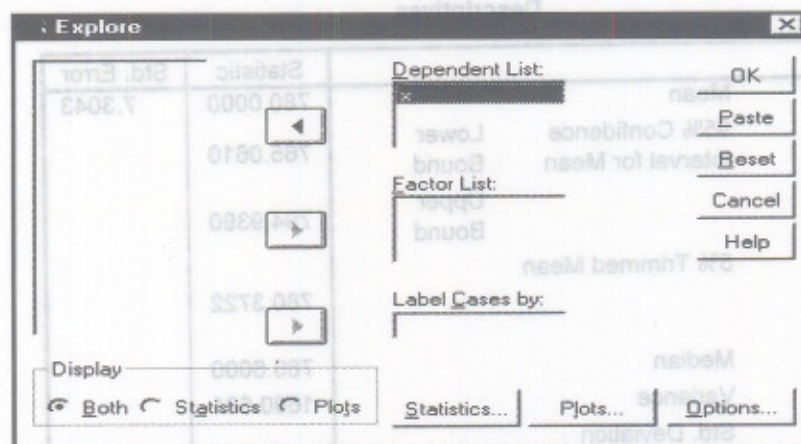 Descriptives
Explore
Dependent List:
x
OK
Paste
Reset
Cancel
Help
Factor List:
Label Cases by:
Display
Both
Statistics
Plots
Statistics...
Plots...
Options...
Statistic
Std. Error
Mean
780.0000
7.3043
95% Confidence
Interval for Mean
Lower
Bound
765.0610
Upper
Bound
5% Trimmed Mean
780.3722
Median
Variance
Std. Deviation